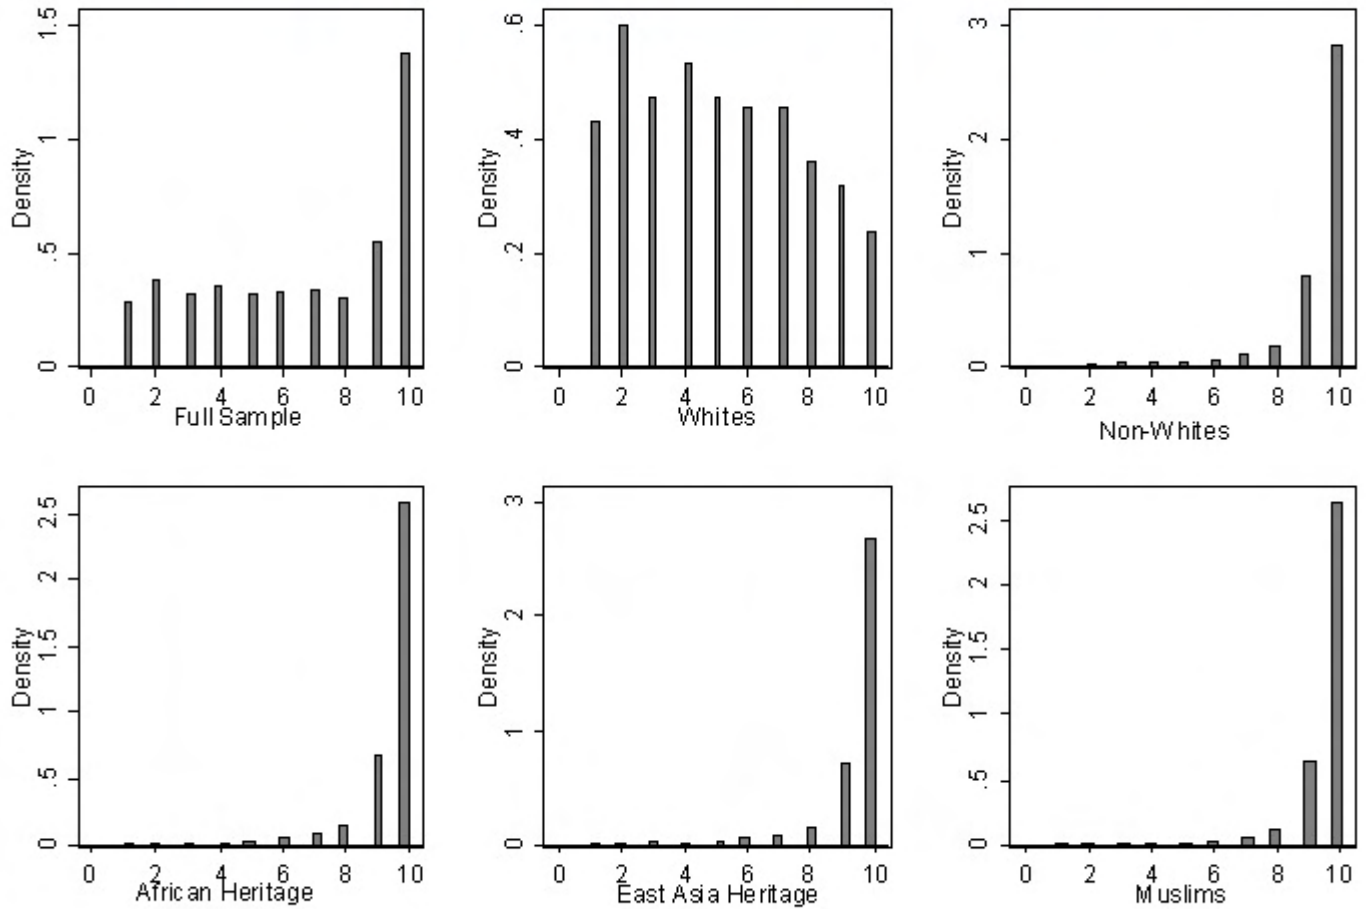 Density
0 .5 1 1.5
0 2 4 6 8 10
Full Sample
Density
0 .2 .4 .6
0 2 4 6 8 10
Whites
Density
0 1 2 3
0 2 4 6 8 10
Non-Whites
Density
0 .5 1 1.5 2 2.5
0 2 4 6 8 10
African Heritage
Density
0 1 2 3
0 2 4 6 8 10
East Asia Heritage
Density
0 .5 1 1.5 2 2.5
0 2 4 6 8 10
Muslims